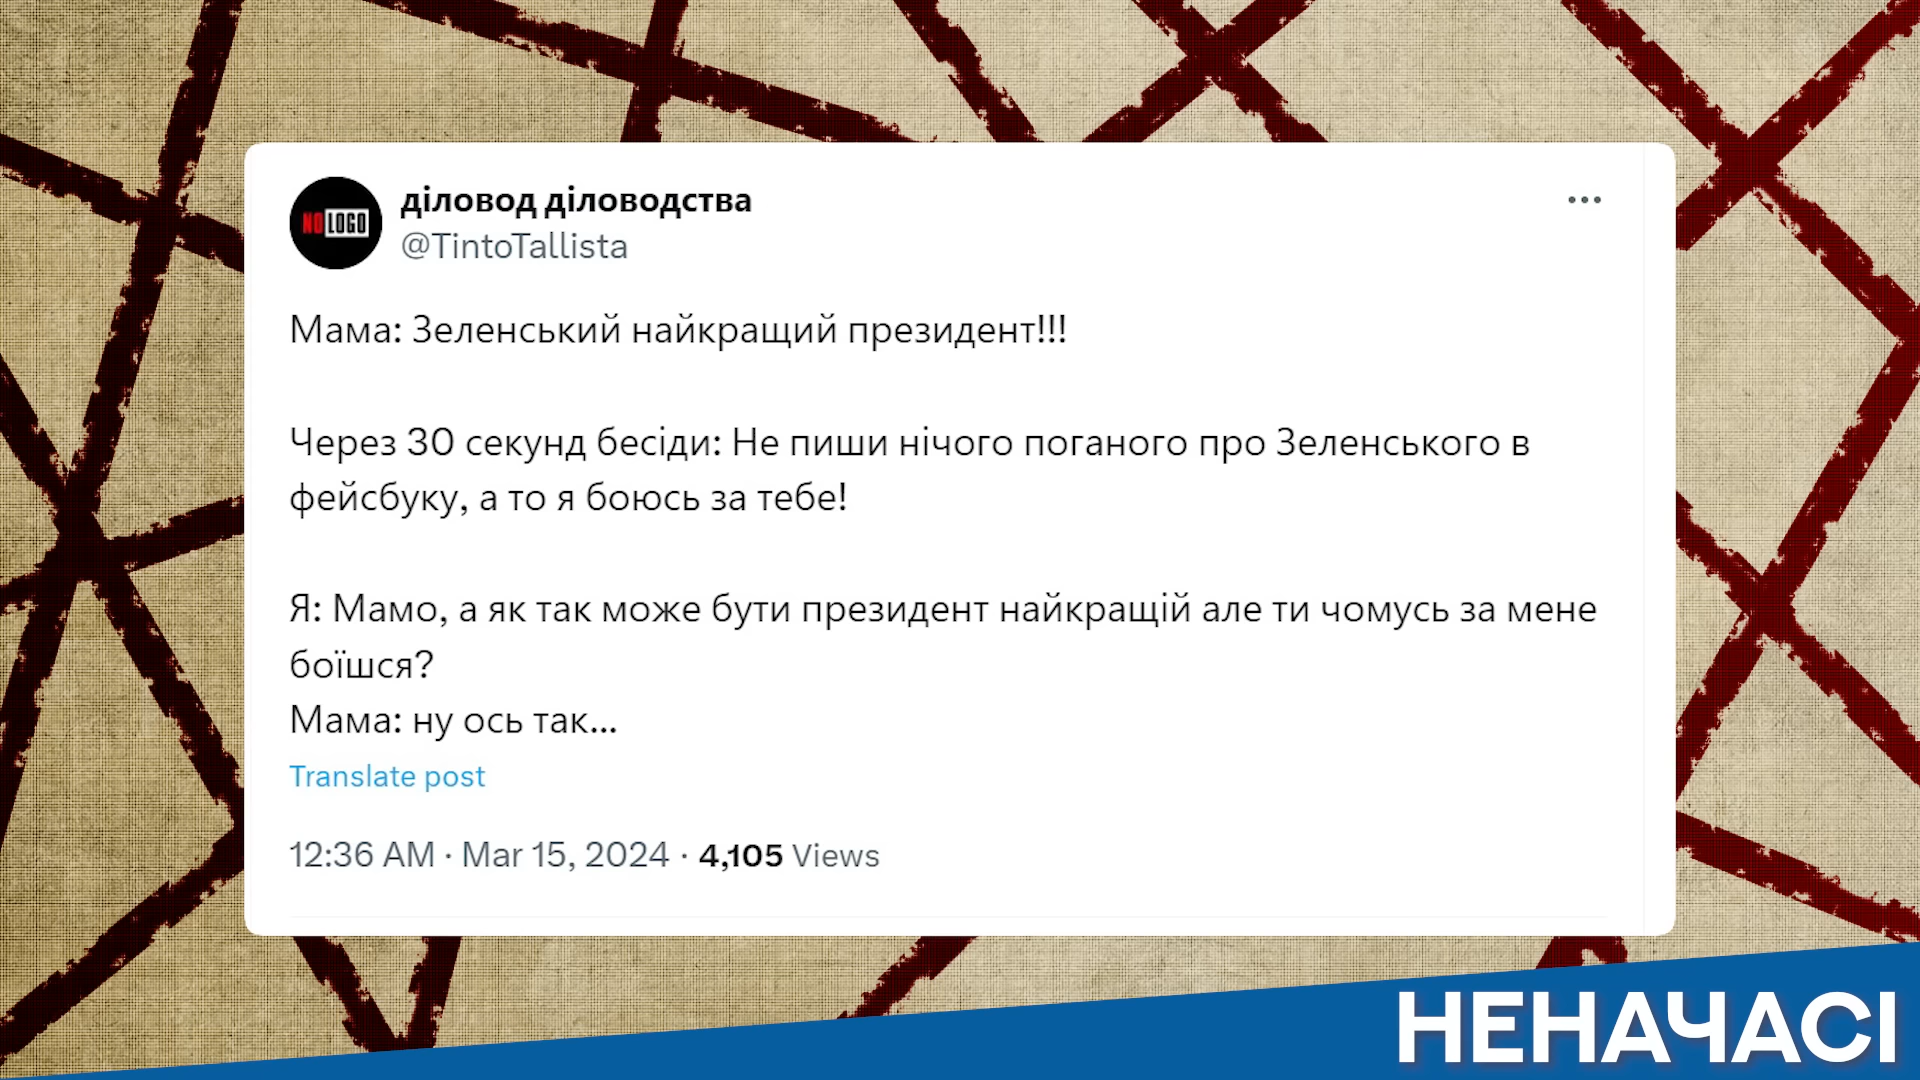 NO LOGO
діловод діловодства
@TintoTallista
Мама: Зеленський найкращий президент!!!
Через 30 секунд бесіди: Не пиши нічого поганого про Зеленського в
фейсбуку, а то я боюсь за тебе!
Я: Мамо, а як так може бути президент найкращій але ти чомусь за мене
боїшся?
Мама: ну ось так...
Translate post
12:36 AM · Mar 15, 2024 · 4,105 Views
НЕНАЧАСІ